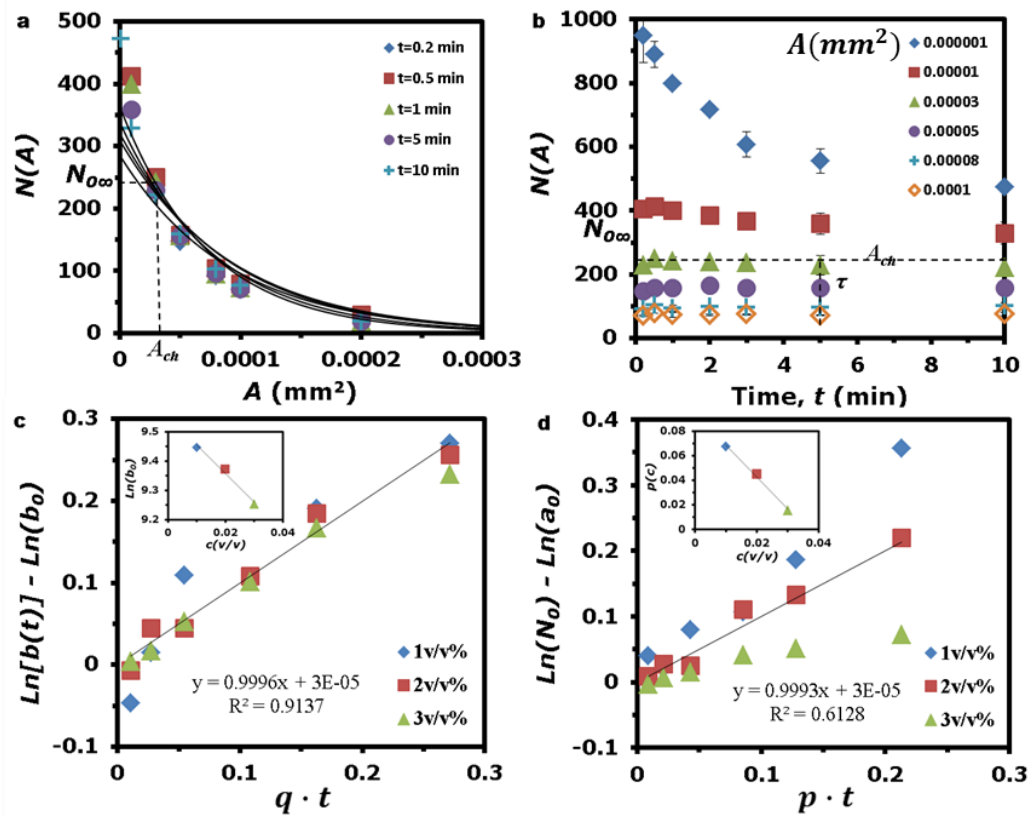 a
500
400
300
N₀∞
200
100
0
N(A)
t=0.2 min
t=0.5 min
t=1 min
t=5 min
t=10 min
0
A_ch
0.0001
0.0002
0.0003
A (mm²)
b
1000
800
600
400
N₀∞
200
0
N(A)
A(mm²)
0.000001
0.00001
0.00003
0.00005
0.00008
0.0001
A_ch
τ
0 2 4 6 8 10
Time, t (min)
c
0.3
0.2
0.1
0
-0.1
Ln[b(t)] - Ln(b₀)
9.5
9.4
9.3
9.2
Ln(b₀)
0 0.02 0.04
c(v/v)
1v/v%
2v/v%
3v/v%
y = 0.9996x + 3E-05
R² = 0.9137
0 0.1 0.2 0.3
q · t
d
0.4
0.3
0.2
0.1
0
-0.1
Ln(N₀) - Ln(a₀)
0.08
0.06
0.04
0.02
0
p(c)
0 0.02 0.04
c(v/v)
1v/v%
2v/v%
3v/v%
y = 0.9993x + 3E-05
R² = 0.6128
0 0.1 0.2 0.3
p · t